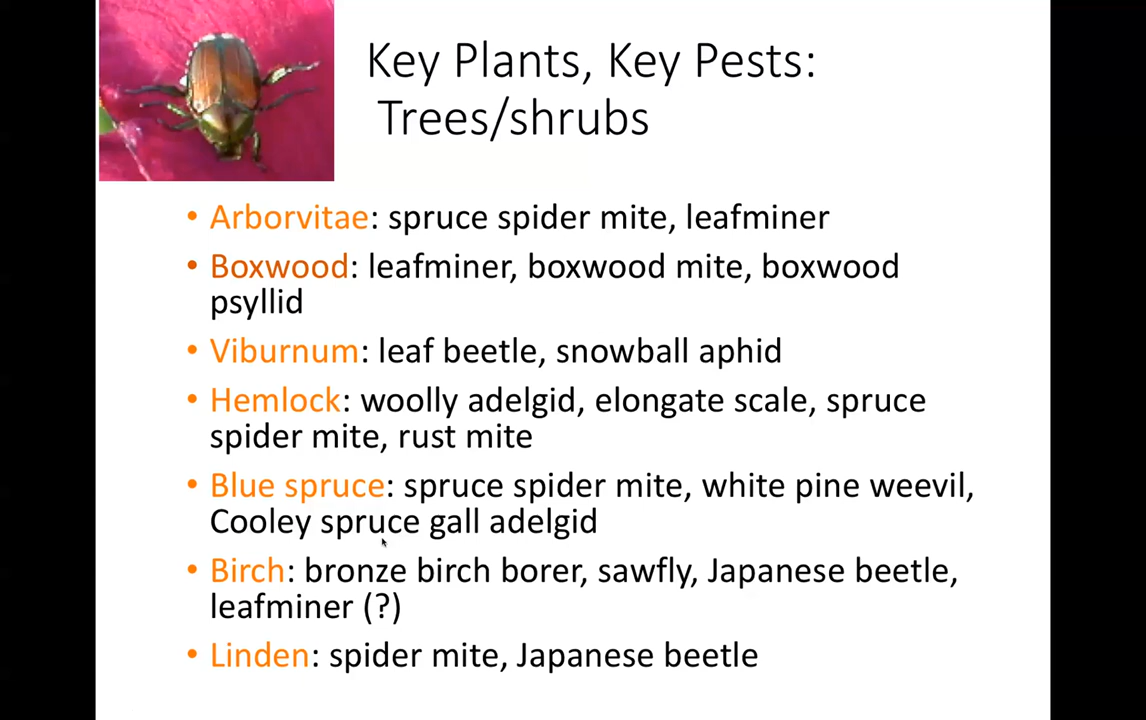 Key Plants, Key Pests:
Trees/shrubs
• Arborvitae: spruce spider mite, leafminer
• Boxwood: leafminer, boxwood mite, boxwood
psyllid
• Viburnum: leaf beetle, snowball aphid
• Hemlock: woolly adelgid, elongate scale, spruce
spider mite, rust mite
• Blue spruce: spruce spider mite, white pine weevil,
Cooley spruce gall adelgid
• Birch: bronze birch borer, sawfly, Japanese beetle,
leafminer (?)
• Linden: spider mite, Japanese beetle